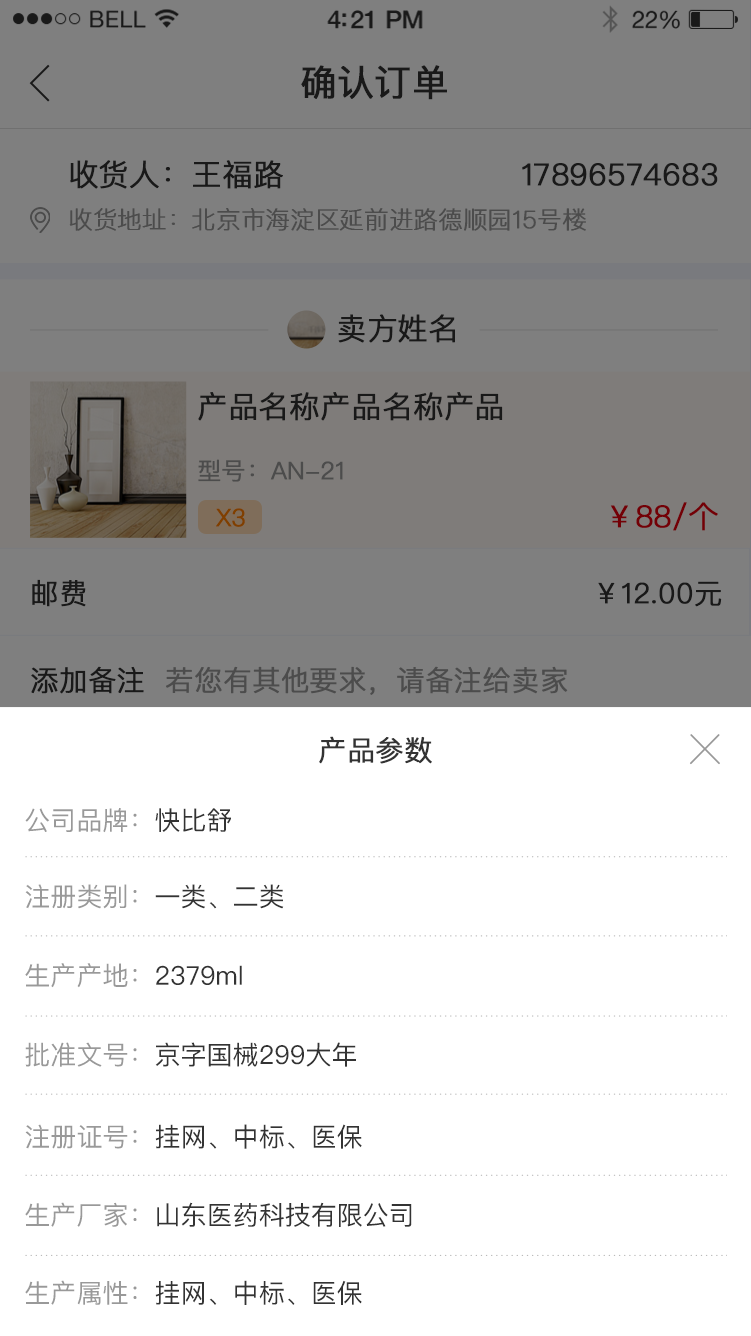 BELL 4:21 PM 22%
确认订单
收货人：王福路 17896574683
收货地址：北京市海淀区延前进路德顺园15号楼
卖方姓名
产品名称产品名称产品
型号：AN-21
X3 ￥88/个
邮费 ￥12.00元
添加备注 若您有其他要求，请备注给卖家
产品参数
公司品牌：快比舒
注册类别：一类、二类
生产产地：2379ml
批准文号：京字国械299大年
注册证号：挂网、中标、医保
生产厂家：山东医药科技有限公司
生产属性：挂网、中标、医保